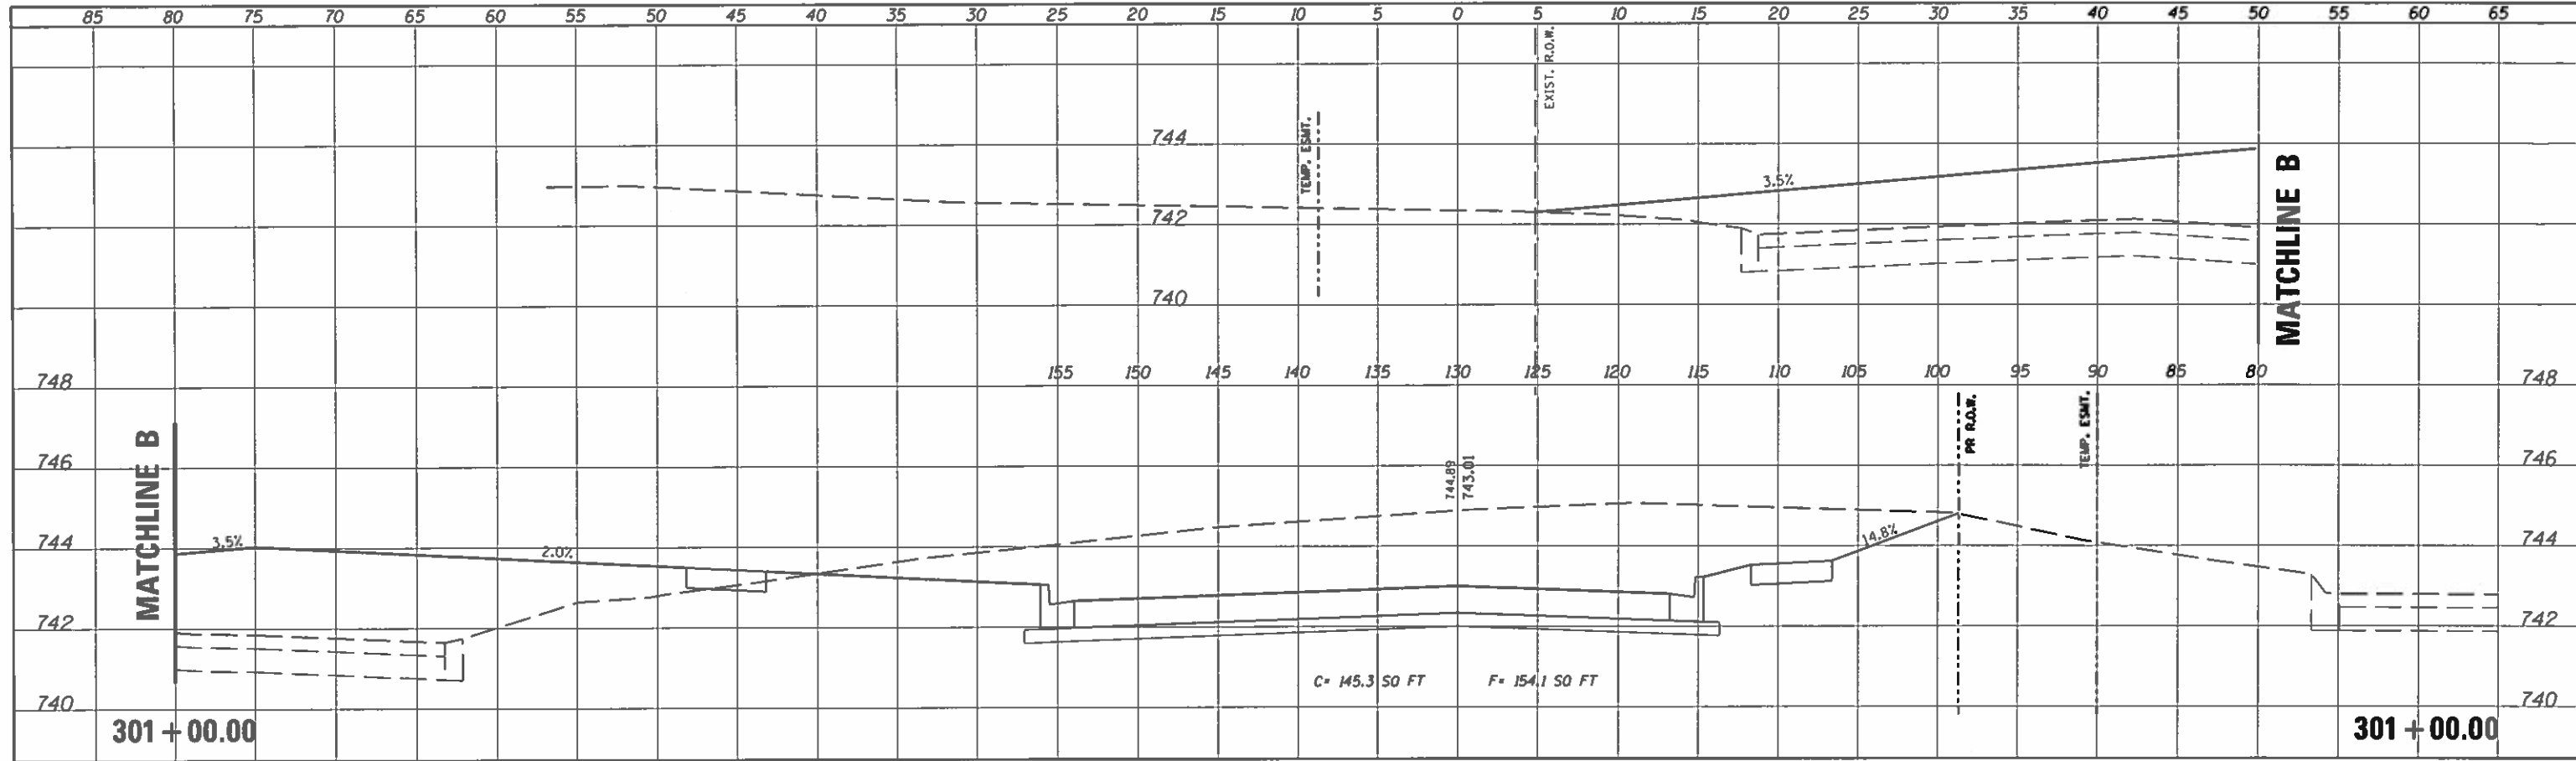 85 80 75 70 65 60 55 50 45 40 35 30 25 20 15 10 5 0 5 10 15 20 25 30 35 40 45 50 55 60 65
EXIST. R.O.W.
TEMP. ESMT.
744
3.5%
742
740
MATCHLINE B
155 150 145 140 135 130 125 120 115 110 105 100 95 90 85 80
748 748
PR R.O.W.
TEMP. ESMT.
746 746
744.89
743.01
MATCHLINE B
744 3.5% 2.0% 14.8% 744
742 742
C= 145.3 SQ FT F= 154.1 SQ FT
740 740
301+00.00 301+00.00